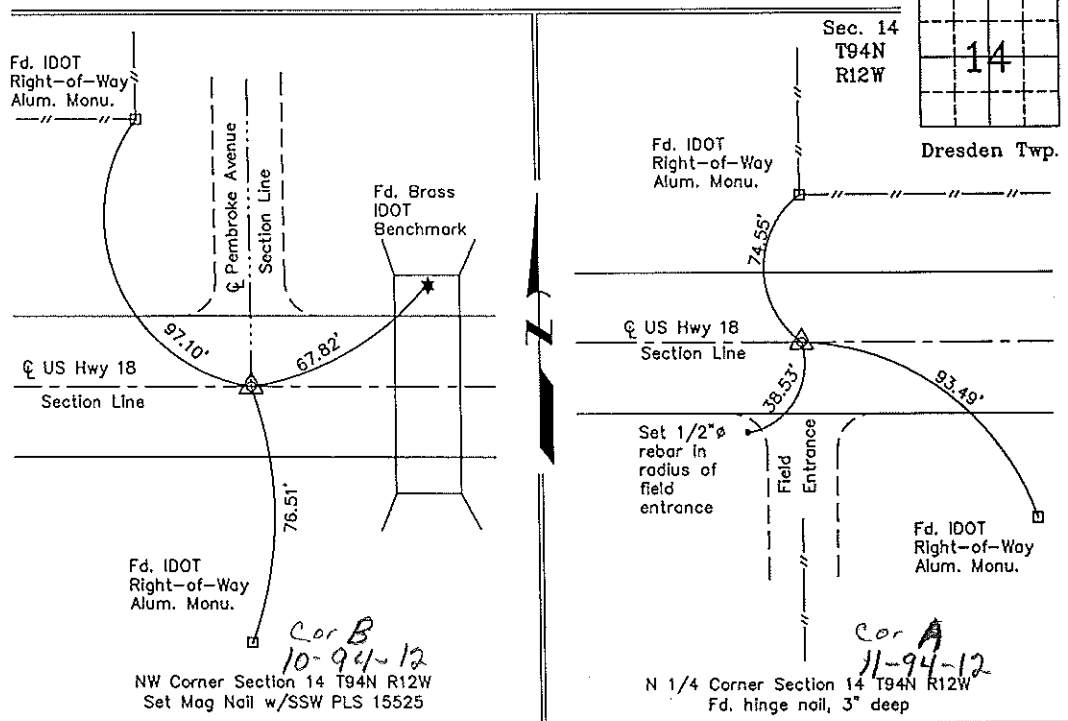 Sec. 14
T94N
R12W
14
Dresden Twp.
Fd. IDOT
Right-of-Way
Alum. Monu.
℄ Pembroke Avenue
Section Line
Fd. Brass
IDOT
Benchmark
97.10'
67.82'
℄ US Hwy 18
Section Line
76.51'
Fd. IDOT
Right-of-Way
Alum. Monu.
Cor B
10-94-12
NW Corner Section 14 T94N R12W
Set Mag Nail w/SSW PLS 15525
N
Fd. IDOT
Right-of-Way
Alum. Monu.
74.55'
℄ US Hwy 18
Section Line
38.53'
93.49'
Set 1/2"ø
rebar in
radius of
field
entrance
Field
Entrance
Fd. IDOT
Right-of-Way
Alum. Monu.
Cor A
11-94-12
N 1/4 Corner Section 14 T94N R12W
Fd. hinge nail, 3" deep